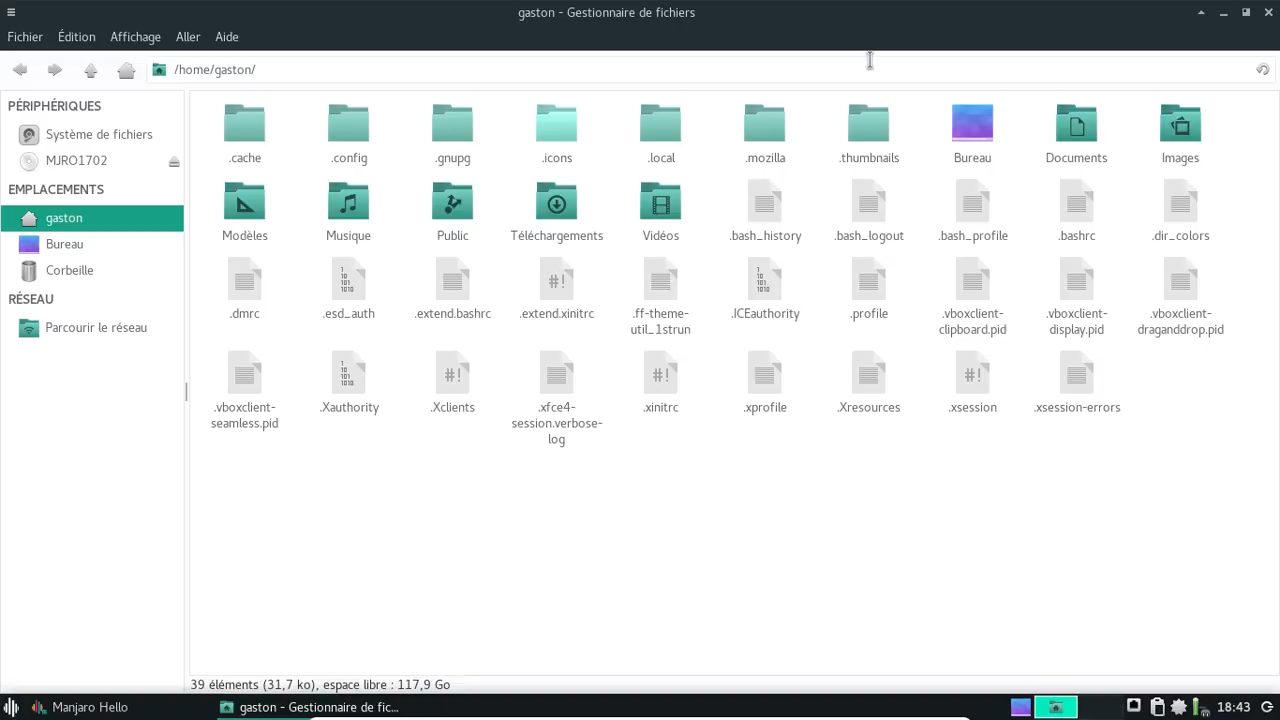 gaston - Gestionnaire de fichiers
Fichier Édition Affichage Aller Aide
/home/gaston/
PÉRIPHÉRIQUES
Système de fichiers
MJRO1702
EMPLACEMENTS
gaston
Bureau
Corbeille
RÉSEAU
Parcourir le réseau
.cache .config .gnupg .icons .local .mozilla .thumbnails Bureau Documents Images
Modèles Musique Public Téléchargements Vidéos .bash_history .bash_logout .bash_profile .bashrc .dir_colors
.dmrc .esd_auth .extend.bashrc .extend.xinitrc .ff-theme-util_1strun .ICEauthority .profile .vboxclient-clipboard.pid .vboxclient-display.pid .vboxclient-draganddrop.pid
.vboxclient-seamless.pid .Xauthority .Xclients .xfce4-session.verbose-log .xinitrc .xprofile .Xresources .xsession .xsession-errors
39 éléments (31,7 ko), espace libre : 117,9 Go
Manjaro Hello gaston - Gestionnaire de fic... 18:43